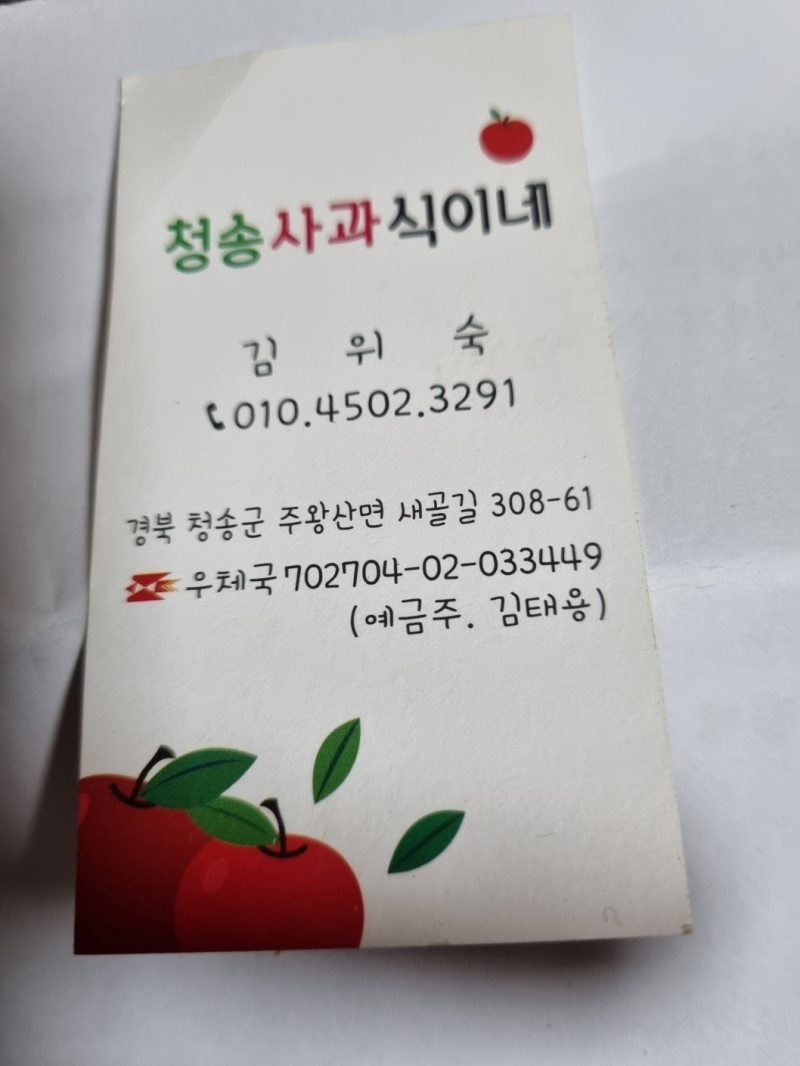 청송사과식이네
김 위 숙
010.4502.3291
경북 청송군 주왕산면 새골길 308-61
우체국 702704-02-033449
(예금주. 김태용)